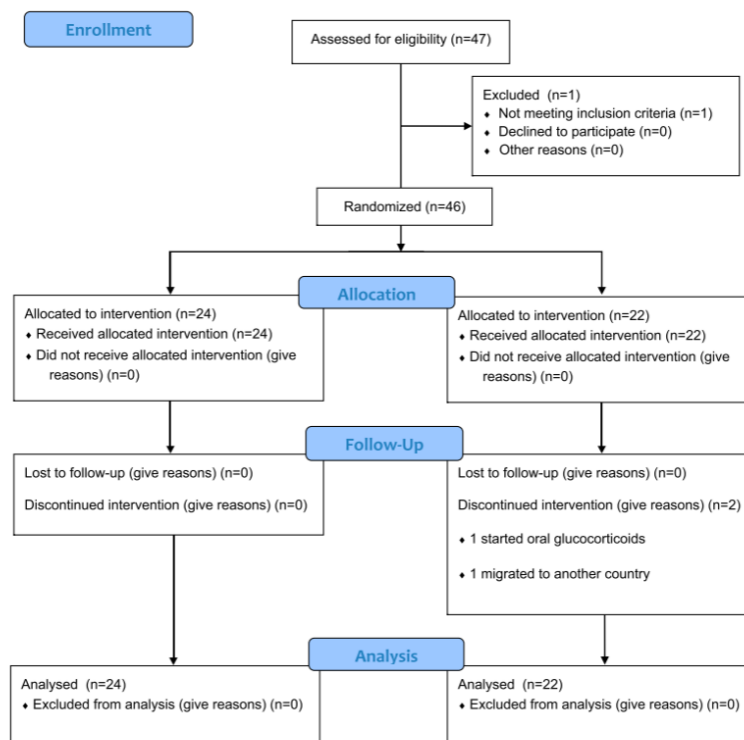 Enrollment
Assessed for eligibility (n=47)
Excluded (n=1)
♦ Not meeting inclusion criteria (n=1)
♦ Declined to participate (n=0)
♦ Other reasons (n=0)
Randomized (n=46)
Allocation
Allocated to intervention (n=24)
♦ Received allocated intervention (n=24)
♦ Did not receive allocated intervention (give
reasons) (n=0)
Allocated to intervention (n=22)
♦ Received allocated intervention (n=22)
♦ Did not receive allocated intervention (give
reasons) (n=0)
Follow-Up
Lost to follow-up (give reasons) (n=0)
Discontinued intervention (give reasons) (n=0)
Lost to follow-up (give reasons) (n=0)
Discontinued intervention (give reasons) (n=2)
♦ 1 started oral glucocorticoids
♦ 1 migrated to another country
Analysis
Analysed (n=24)
♦ Excluded from analysis (give reasons) (n=0)
Analysed (n=22)
♦ Excluded from analysis (give reasons) (n=0)